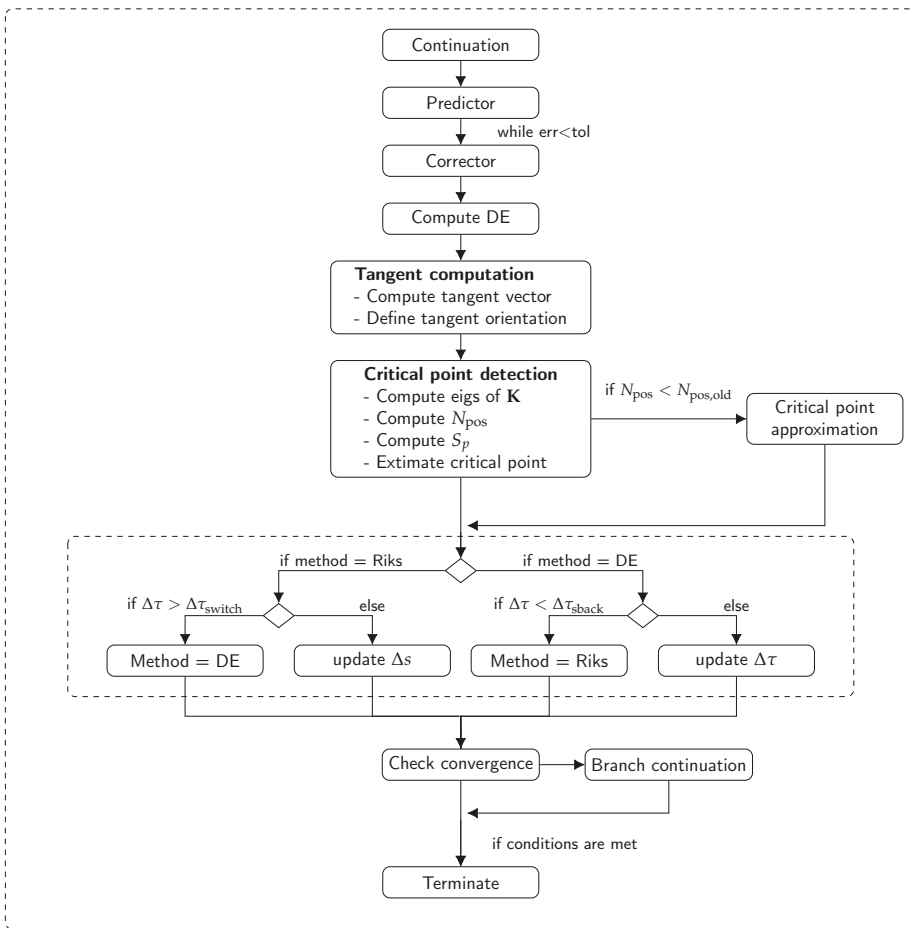 Continuation
Predictor
while err<tol
Corrector
Compute DE
Tangent computation
- Compute tangent vector
- Define tangent orientation
Critical point detection
- Compute eigs of K
- Compute N_pos
- Compute S_p
- Extimate critical point
if N_pos < N_pos,old
Critical point
approximation
if method = Riks
if method = DE
if Δτ > Δτ_switch
else
if Δτ < Δτ_sback
else
Method = DE
update Δs
Method = Riks
update Δτ
Check convergence
Branch continuation
if conditions are met
Terminate